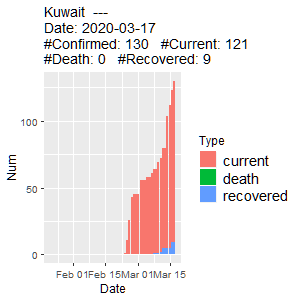 Kuwait  ---
Date: 2020-03-17
#Confirmed: 130   #Current: 121
#Death: 0   #Recovered: 9
Num
100
50
0
Feb 01 Feb 15 Mar 01 Mar 15
Date
Type
current
death
recovered